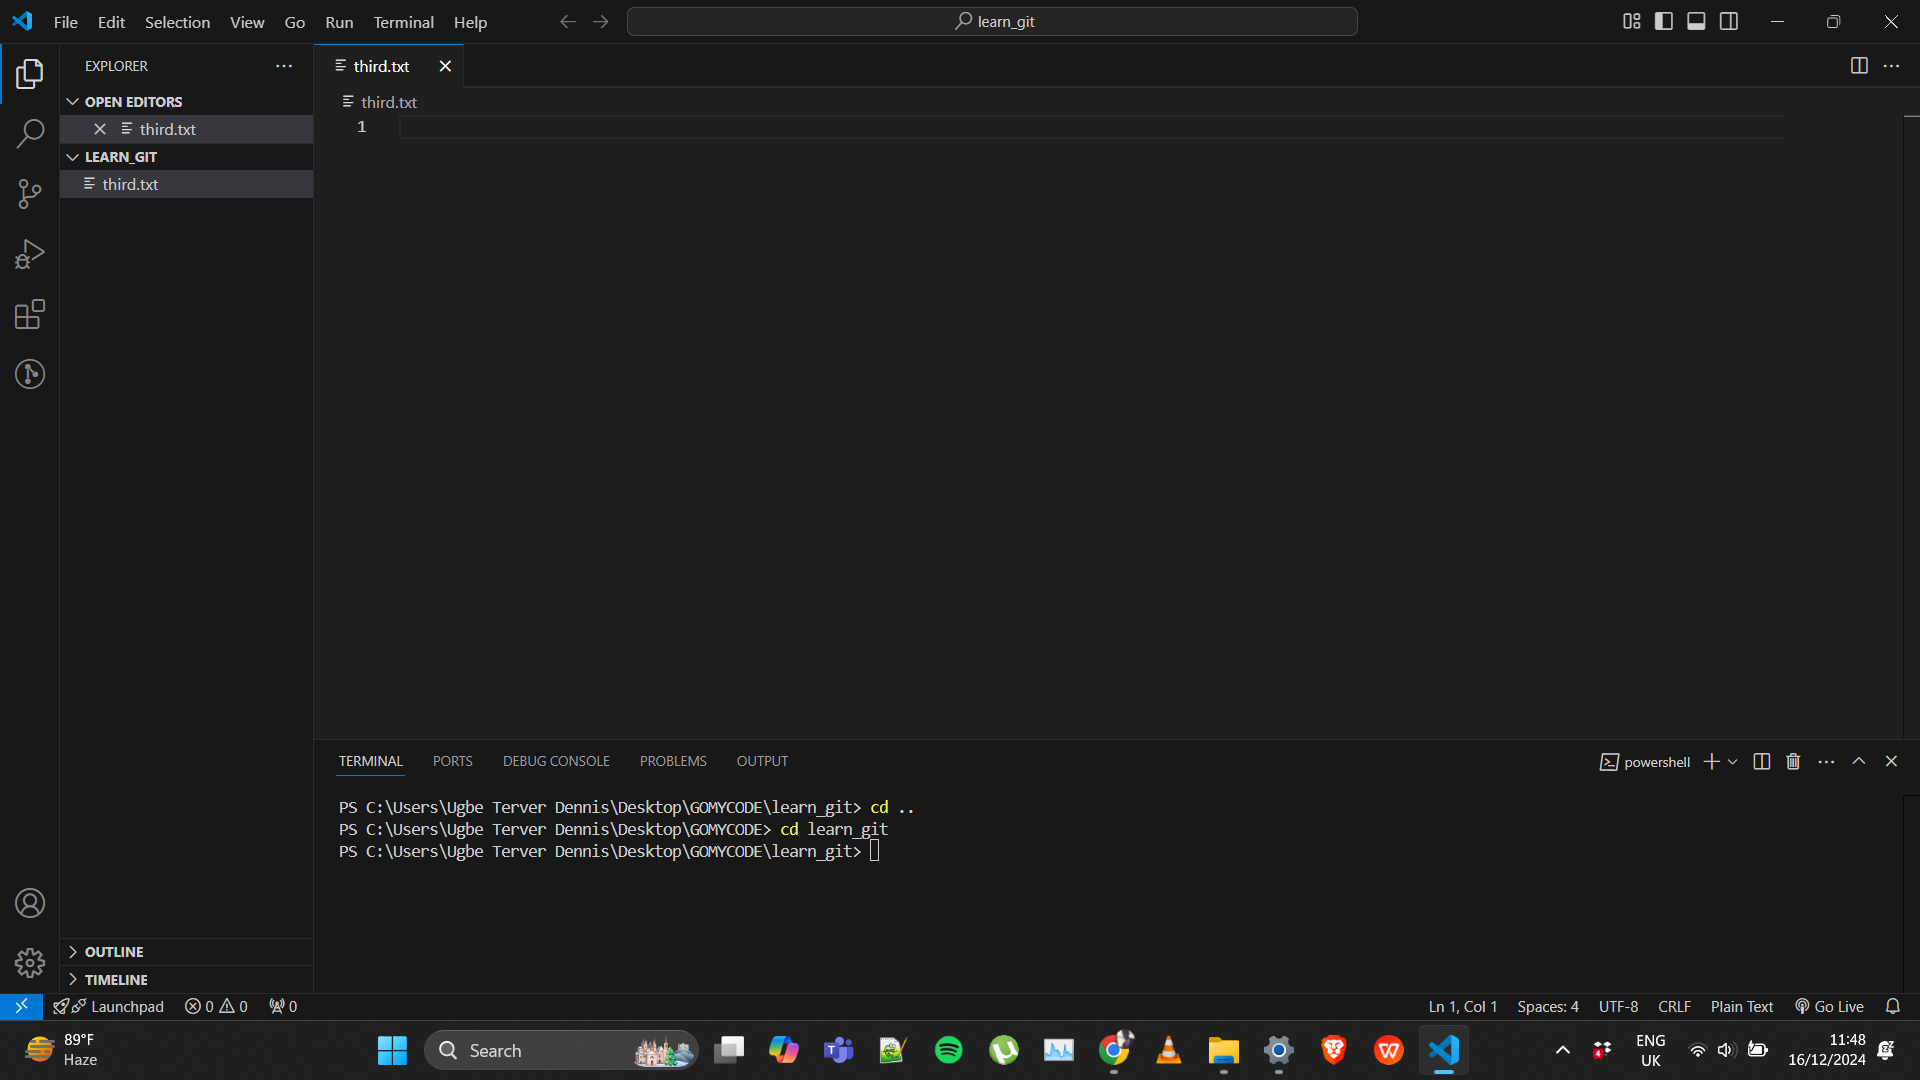 File Edit Selection View Go Run Terminal Help
learn_git
EXPLORER
third.txt
OPEN EDITORS
third.txt
third.txt
1
LEARN_GIT
third.txt
TERMINAL PORTS DEBUG CONSOLE PROBLEMS OUTPUT
powershell
PS C:\Users\Ugbe Terver Dennis\Desktop\GOMYCODE\learn_git> cd ..
PS C:\Users\Ugbe Terver Dennis\Desktop\GOMYCODE> cd learn_git
PS C:\Users\Ugbe Terver Dennis\Desktop\GOMYCODE\learn_git>
OUTLINE
TIMELINE
Launchpad 0 0 0
Ln 1, Col 1 Spaces: 4 UTF-8 CRLF Plain Text Go Live
89°F
Haze
Search
ENG
UK
11:48
16/12/2024